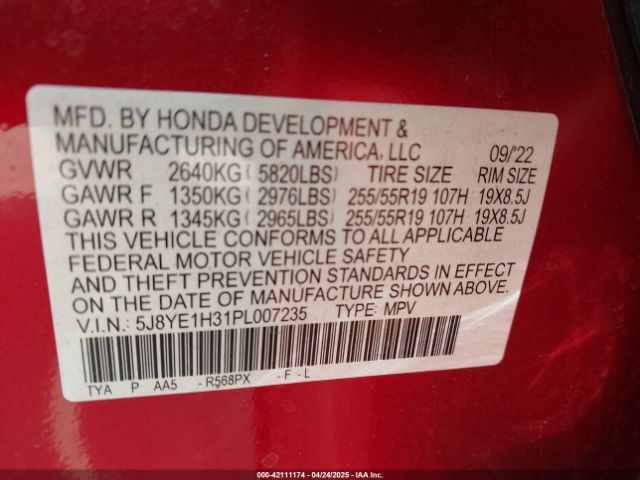 MFD. BY HONDA DEVELOPMENT &
MANUFACTURING OF AMERICA, LLC 09/'22
GVWR 2640KG ( 5820LBS) TIRE SIZE RIM SIZE
GAWR F 1350KG ( 2976LBS) 255/55R19 107H 19X8.5J
GAWR R 1345KG ( 2965LBS) 255/55R19 107H 19X8.5J
THIS VEHICLE CONFORMS TO ALL APPLICABLE
FEDERAL MOTOR VEHICLE SAFETY
AND THEFT PREVENTION STANDARDS IN EFFECT
ON THE DATE OF MANUFACTURE SHOWN ABOVE.
V.I.N.: 5J8YE1H31PL007235 TYPE: MPV
TYA P AA5 - R568PX - F - L
000-42111174 | 04/24/2025 | IAA Inc.